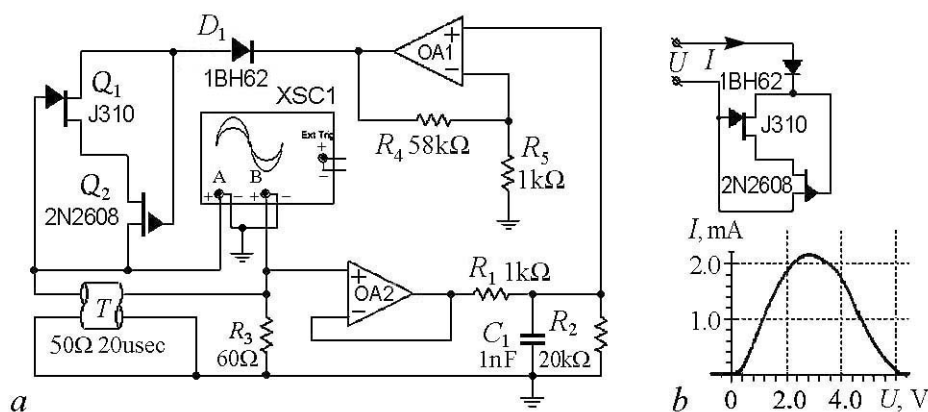 a
D1
1BH62
OA1
+
−
Q1
J310
XSC1
Ext Trig
+
−
A
B
+
−
+
−
R4 58kΩ
R5
1kΩ
Q2
2N2608
+
−
OA2
R1 1kΩ
T
50Ω 20usec
R3
60Ω
C1
1nF
R2
20kΩ
U
I
1BH62
J310
2N2608
I, mA
2.0
1.0
0
2.0
4.0
U, V
b